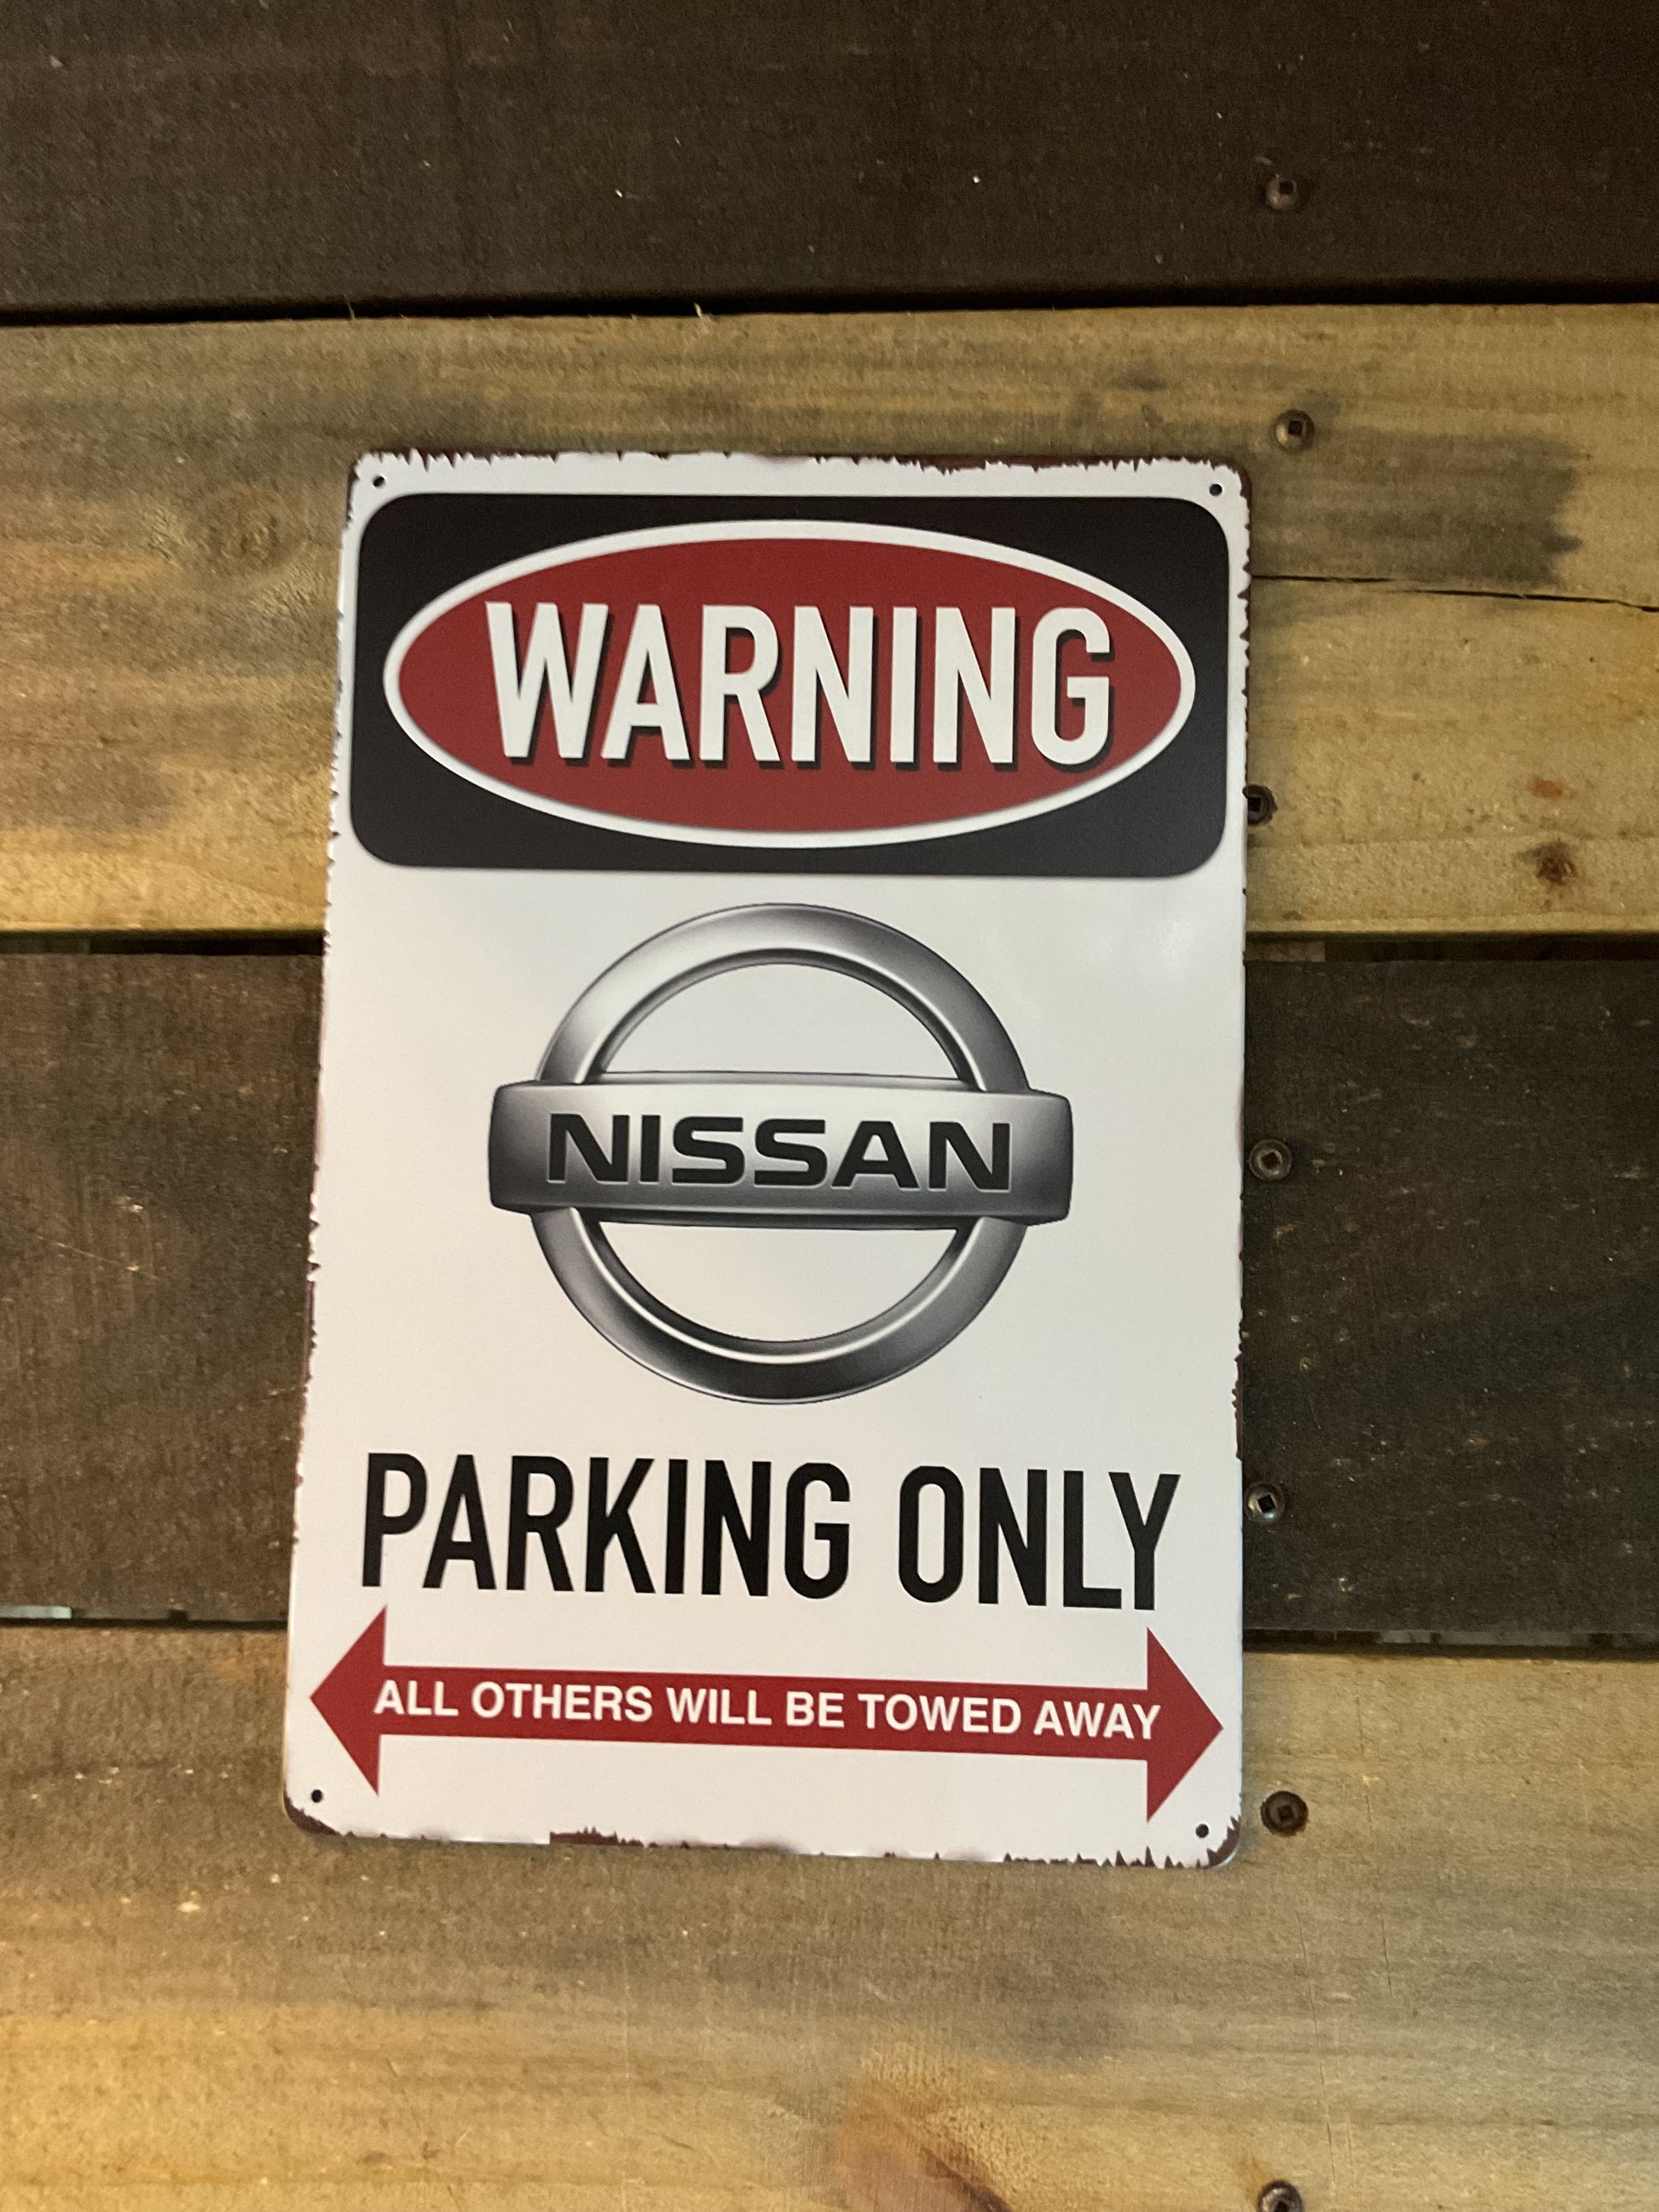 WARNING
NISSAN
PARKING ONLY
ALL OTHERS WILL BE TOWED AWAY